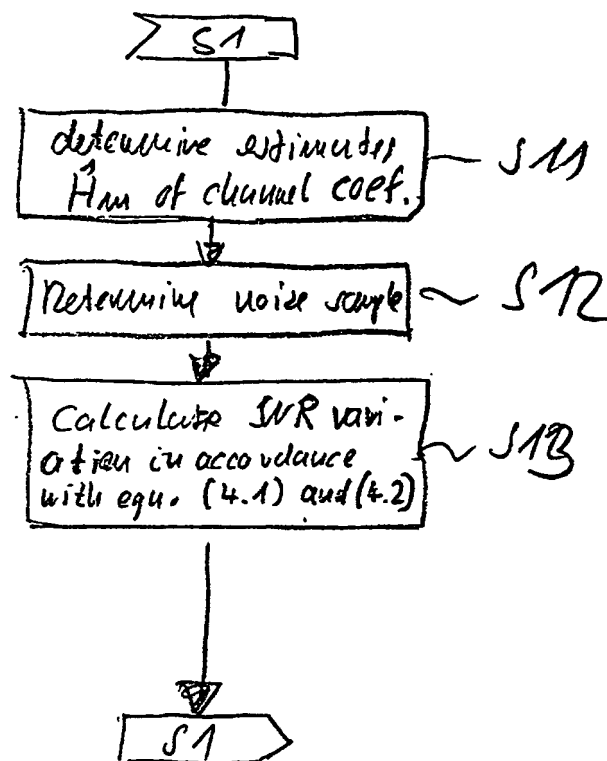 S1
determine estimates
Ĥm of channel coef.
S11
Determine noise sample
S12
Calculate SNR vari-
ation in accordance
with equ. (4.1) and (4.2)
S13
S1